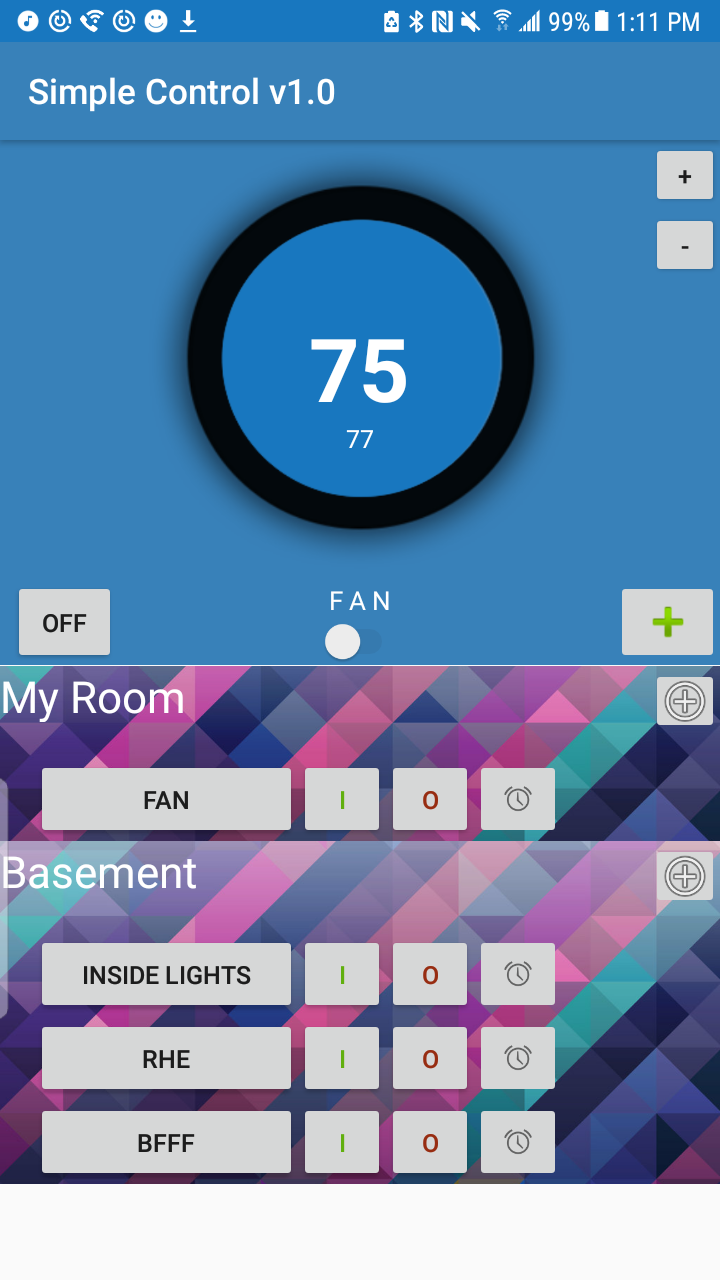 99% 1:11 PM
Simple Control v1.0
+
-
75
77
FAN
OFF
My Room
FAN I O
Basement
INSIDE LIGHTS I O
RHE I O
BFFF I O